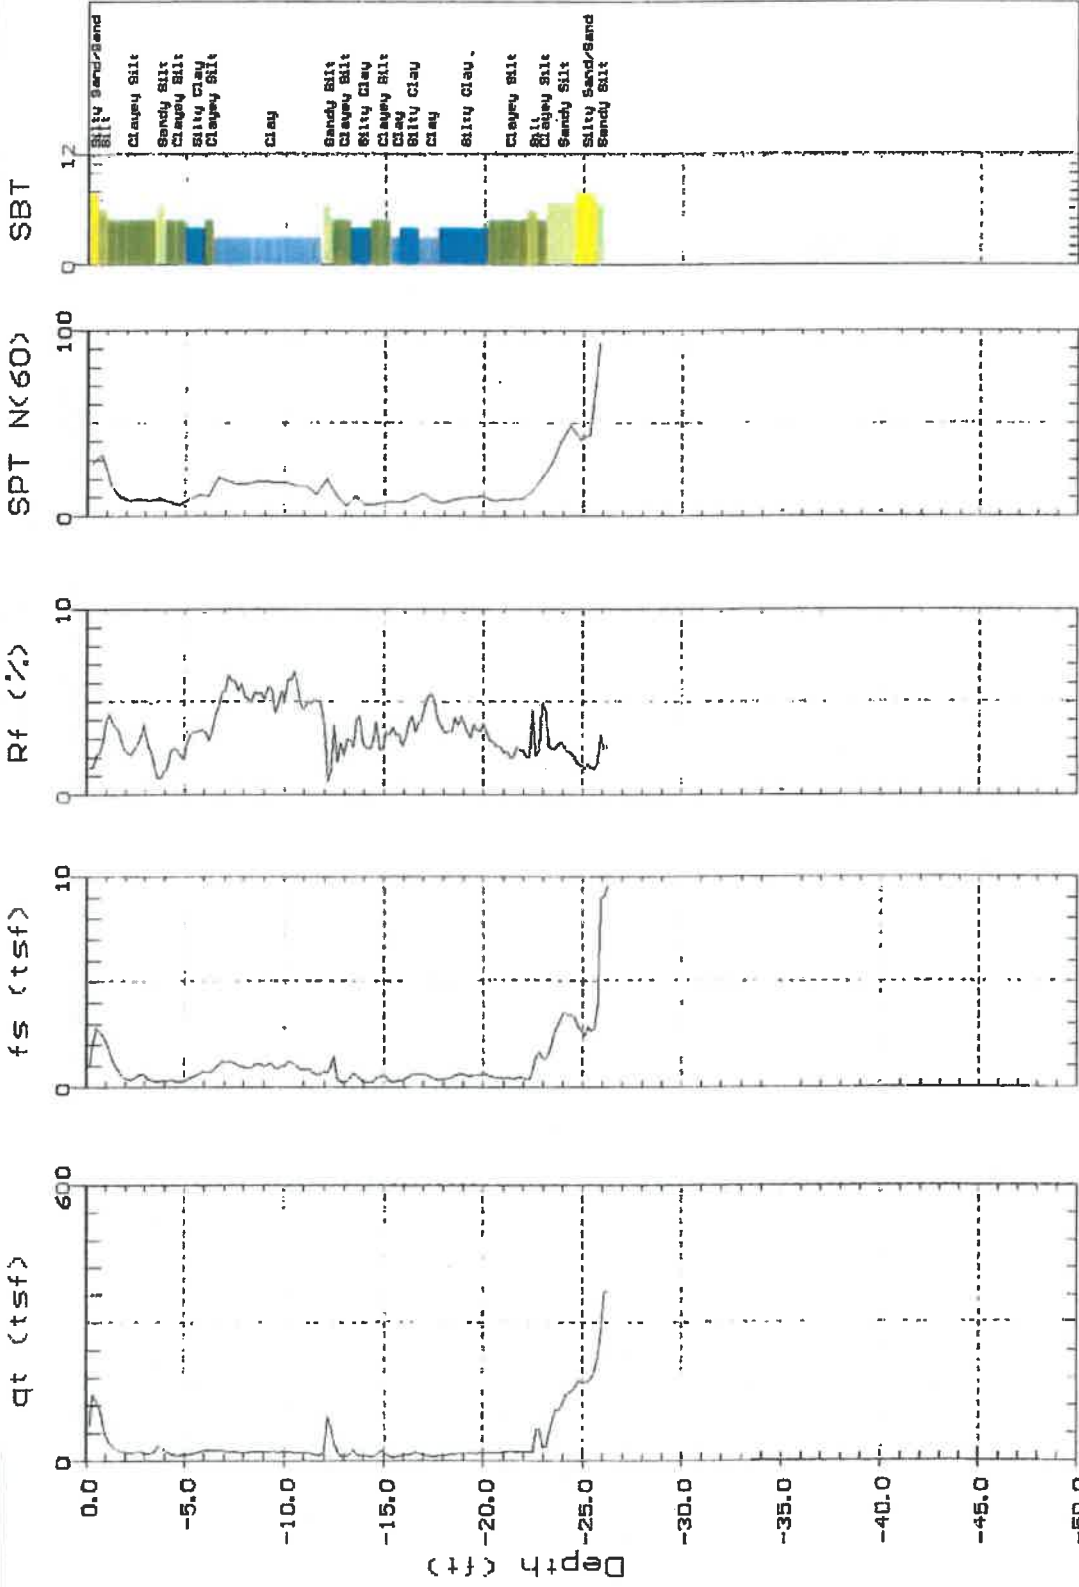 SBT
12
0
Silty Sand/Sand
Silt
Clayey Silt
Sandy Silt
Clayey Silt
Silty Clay
Clayey Silt
Clay
Sandy Silt
Clayey Silt
Silty Clay
Clayey Silt
Clay
Silty Clay
Clay
Silty Clay
Clayey Silt
Silt
Clayey Silt
Sandy Silt
Silty Sand/Sand
Sandy Silt
SPT N(60)
100
0
Rf (%)
10
0
fs (tsf)
10
0
qt (tsf)
600
0
0.0
-5.0
-10.0
-15.0
-20.0
-25.0
-30.0
-35.0
-40.0
-45.0
-50.0
Depth (ft)